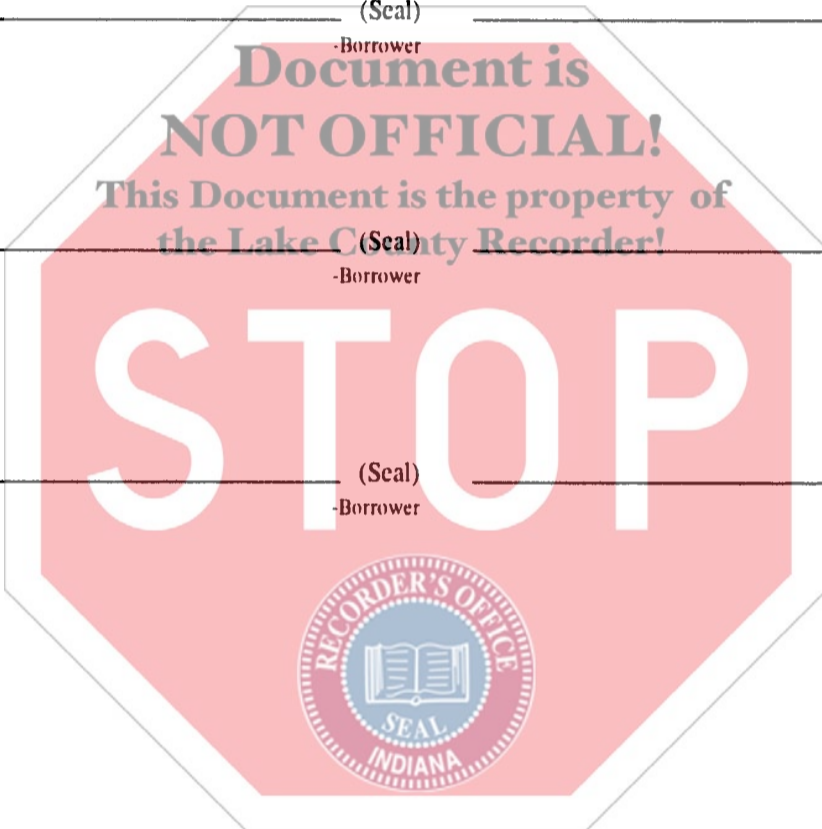 (Seal)
-Borrower
Document is
NOT OFFICIAL!
This Document is the property of
the Lake County Recorder!
(Seal)
-Borrower
STOP
(Seal)
-Borrower
RECORDER'S OFFICE
SEAL
INDIANA